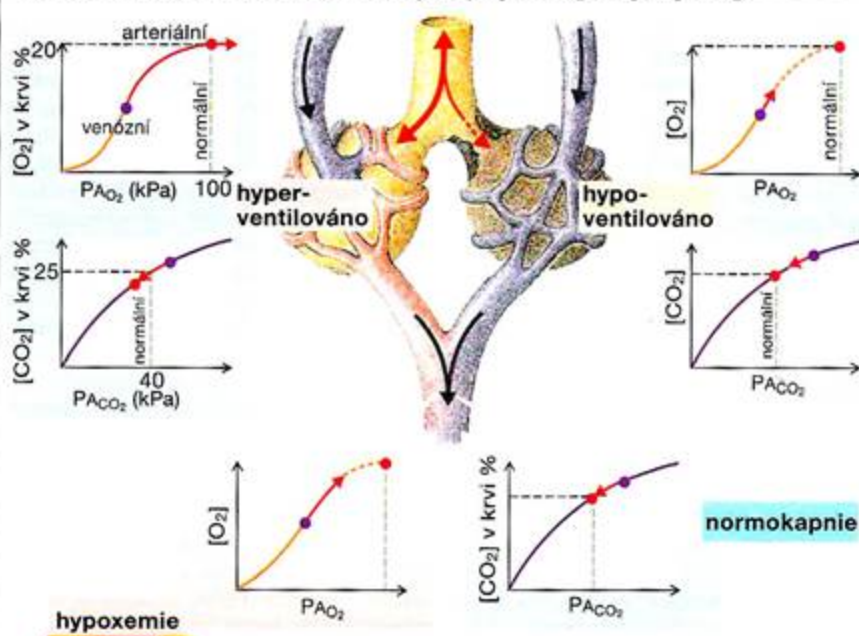 20
[O₂] v krvi %
arteriální
venózní
normální
PAO₂ (kPa)
100
[O₂]
PAO₂
hyper-
ventilováno
hypo-
ventilováno
25
[CO₂] v krvi %
normální
40
PACO₂ (kPa)
[CO₂]
normální
PACO₂
[O₂]
PAO₂
[CO₂] v krvi %
PACO₂
normokapnie
hypoxemie